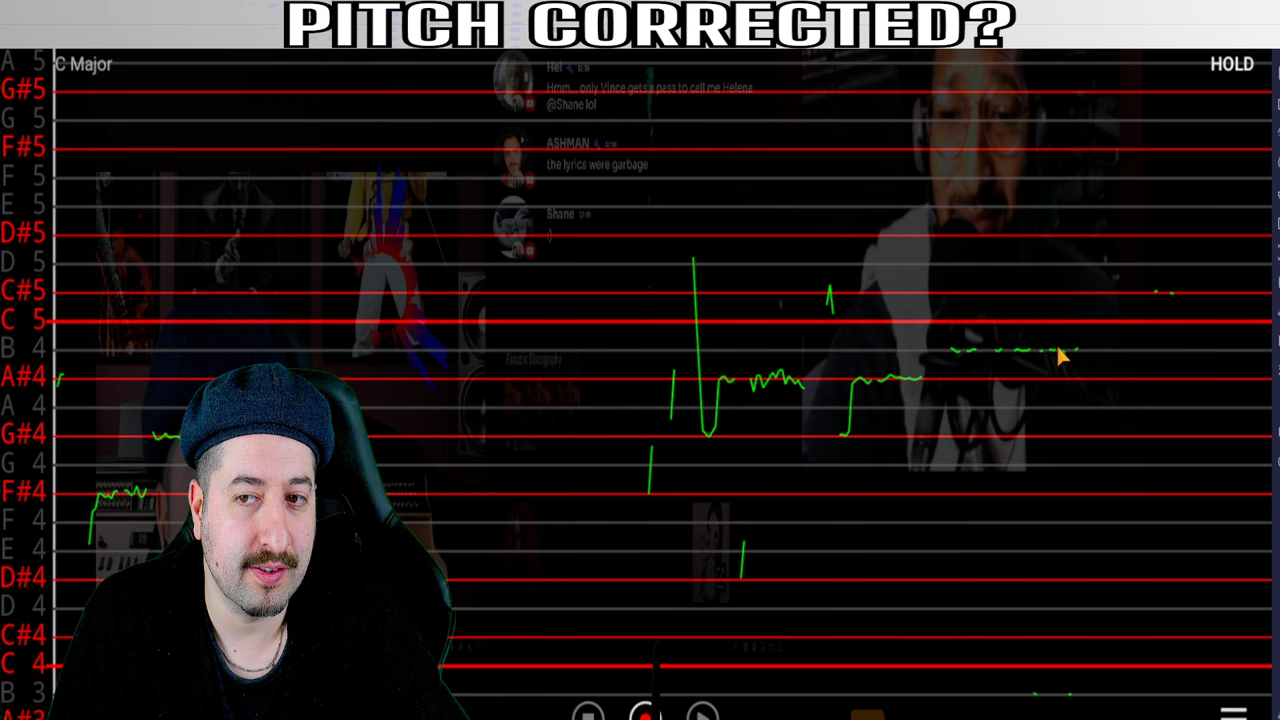 PITCH CORRECTED?
A 5
C Major
HOLD
G#5
G 5
F#5
F 5
E 5
D#5
D 5
C#5
C 5
B 4
A#4
A 4
G#4
G 4
F#4
F 4
E 4
D#4
D 4
C#4
C 4
B 3
A#3
Hel
Hmm... only Vince gets a pass to call me Helena
@Shane lol
ASHMAN
the lyrics were garbage
Shane
:)